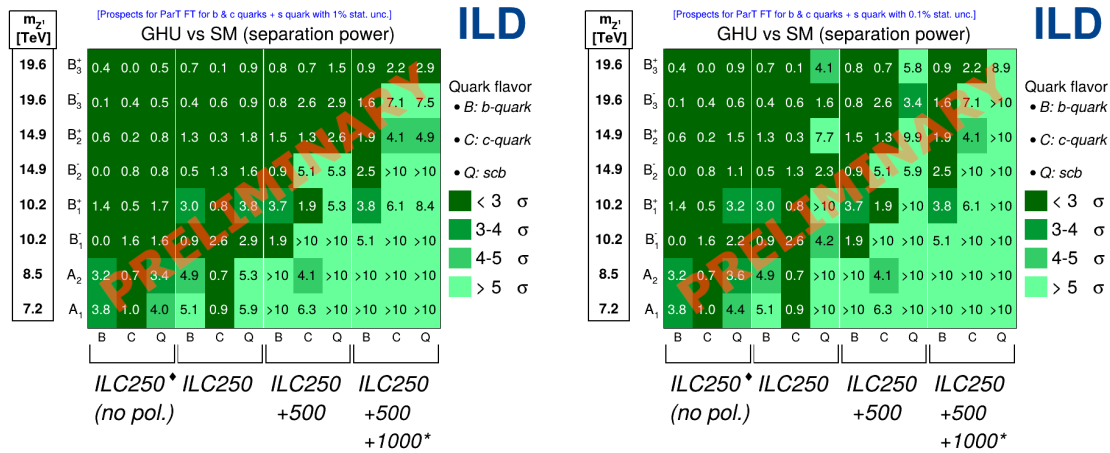 [Prospects for ParT FT for b & c quarks + s quark with 1% stat. unc.]
m_Z' [TeV]
GHU vs SM (separation power)
ILD
19.6 B₃⁺ 0.4 0.0 0.5 0.7 0.1 0.9 0.8 0.7 1.5 0.9 2.2 2.9
19.6 B₃⁻ 0.1 0.4 0.5 0.4 0.6 0.9 0.8 2.6 2.9 1.6 7.1 7.5
14.9 B₂⁺ 0.6 0.2 0.8 1.3 0.3 1.8 1.5 1.3 2.6 1.9 4.1 4.9
14.9 B₂⁻ 0.0 0.8 0.8 0.5 1.3 1.6 0.9 5.1 5.3 2.5 >10 >10
10.2 B₁⁺ 1.4 0.5 1.7 3.0 0.8 3.8 3.7 1.9 5.3 3.8 6.1 8.4
10.2 B₁⁻ 0.0 1.6 1.6 0.9 2.6 2.9 1.9 >10 >10 5.1 >10 >10
8.5 A₂ 3.2 0.7 3.4 4.9 0.7 5.3 >10 4.1 >10 >10 >10 >10
7.2 A₁ 3.8 1.0 4.0 5.1 0.9 5.9 >10 6.3 >10 >10 >10 >10
B C Q B C Q B C Q B C Q
ILC250♦ ILC250 ILC250 ILC250
(no pol.) +500 +500
+1000*
PRELIMINARY
Quark flavor
• B: b-quark
• C: c-quark
• Q: scb
< 3 σ
3-4 σ
4-5 σ
> 5 σ
[Prospects for ParT FT for b & c quarks + s quark with 0.1% stat. unc.]
m_Z' [TeV]
GHU vs SM (separation power)
ILD
19.6 B₃⁺ 0.4 0.0 0.9 0.7 0.1 4.1 0.8 0.7 5.8 0.9 2.2 8.9
19.6 B₃⁻ 0.1 0.4 0.6 0.4 0.6 1.6 0.8 2.6 3.4 1.6 7.1 >10
14.9 B₂⁺ 0.6 0.2 1.5 1.3 0.3 7.7 1.5 1.3 9.9 1.9 4.1 >10
14.9 B₂⁻ 0.0 0.8 1.1 0.5 1.3 2.3 0.9 5.1 5.9 2.5 >10 >10
10.2 B₁⁺ 1.4 0.5 3.2 3.0 0.8 >10 3.7 1.9 >10 3.8 6.1 >10
10.2 B₁⁻ 0.0 1.6 2.2 0.9 2.6 4.2 1.9 >10 >10 5.1 >10 >10
8.5 A₂ 3.2 0.7 3.6 4.9 0.7 >10 >10 4.1 >10 >10 >10 >10
7.2 A₁ 3.8 1.0 4.4 5.1 0.9 >10 >10 6.3 >10 >10 >10 >10
B C Q B C Q B C Q B C Q
ILC250♦ ILC250 ILC250 ILC250
(no pol.) +500 +500
+1000*
PRELIMINARY
Quark flavor
• B: b-quark
• C: c-quark
• Q: scb
< 3 σ
3-4 σ
4-5 σ
> 5 σ